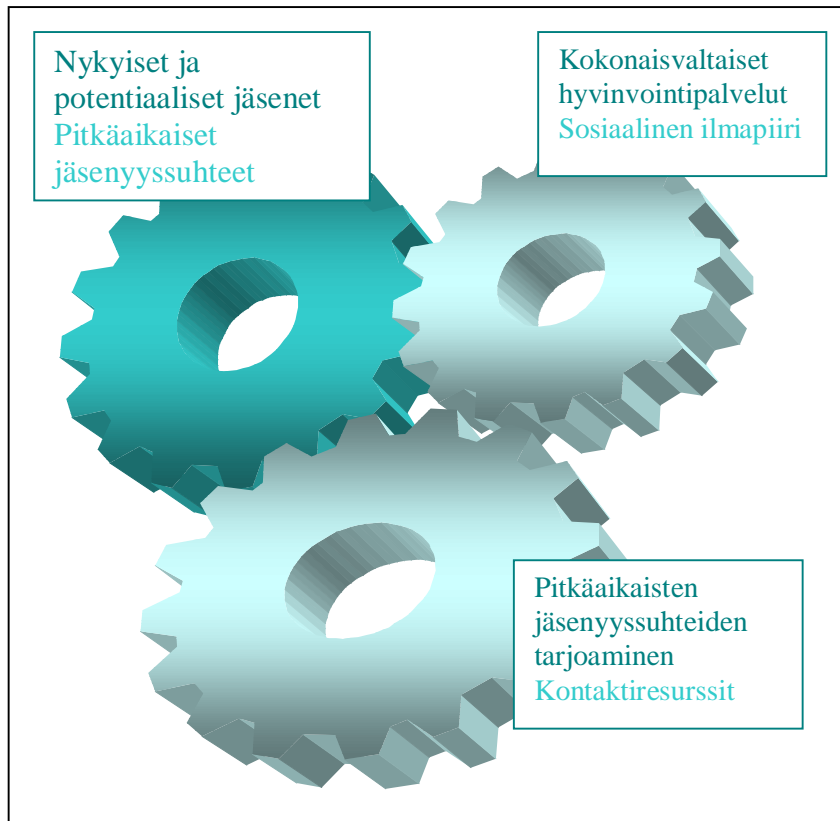 Nykyiset ja
potentiaaliset jäsenet
Pitkäaikaiset
jäsenyyssuhteet
Kokonaisvaltaiset
hyvinvointipalvelut
Sosiaalinen ilmapiiri
Pitkäaikaisten
jäsenyyssuhteiden
tarjoaminen
Kontaktiresurssit